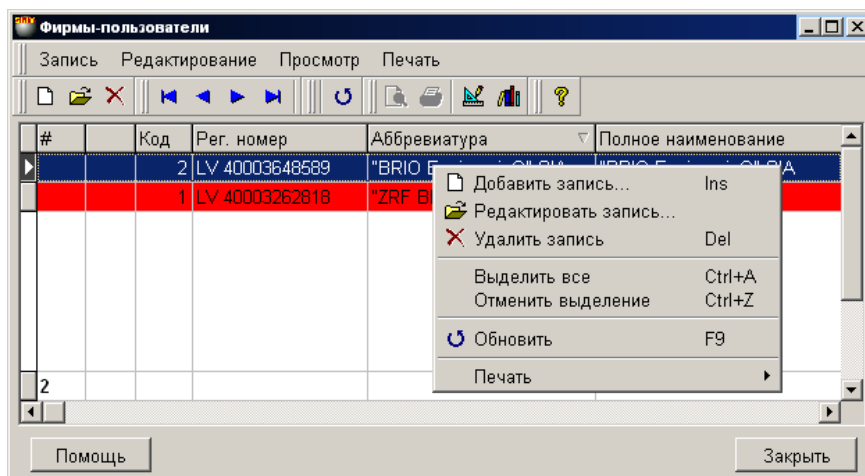 Фирмы-пользователи
Запись Редактирование Просмотр Печать
# Код Рег. номер Аббревиатура Полное наименование
2 LV 40003648589 "BRIO
1 LV 40003262818 "ZRF
Добавить запись... Ins
Редактировать запись...
Удалить запись Del
Выделить все Ctrl+A
Отменить выделение Ctrl+Z
Обновить F9
Печать
2
Помощь Закрыть